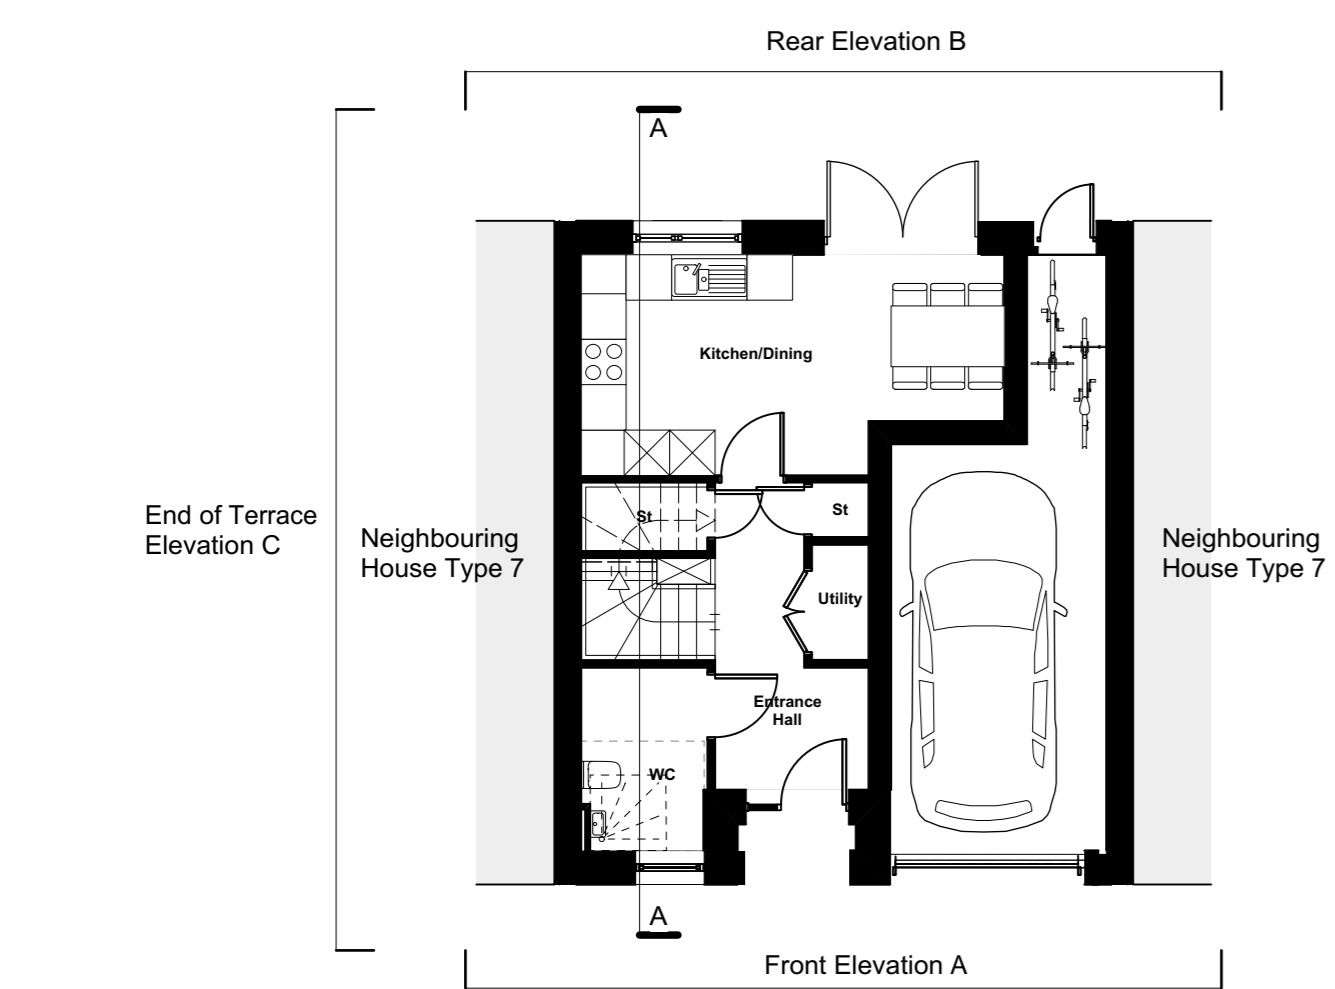 Rear Elevation B
A
Kitchen/Dining
St
St
End of Terrace
Elevation C
Neighbouring
House Type 7
Neighbouring
House Type 7
Utility
Entrance
Hall
WC
A
Front Elevation A